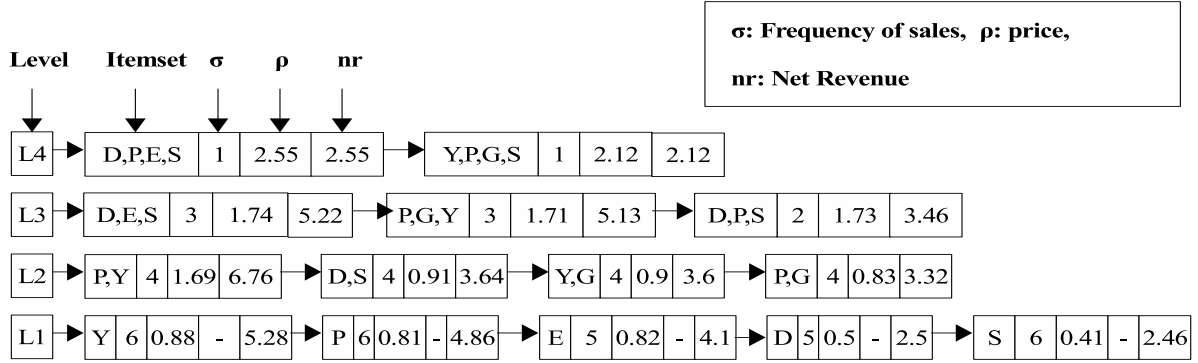 σ: Frequency of sales, ρ: price,
nr: Net Revenue
Level Itemset σ ρ nr
L4 D,P,E,S 1 2.55 2.55 Y,P,G,S 1 2.12 2.12
L3 D,E,S 3 1.74 5.22 P,G,Y 3 1.71 5.13 D,P,S 2 1.73 3.46
L2 P,Y 4 1.69 6.76 D,S 4 0.91 3.64 Y,G 4 0.9 3.6 P,G 4 0.83 3.32
L1 Y 6 0.88 - 5.28 P 6 0.81 - 4.86 E 5 0.82 - 4.1 D 5 0.5 - 2.5 S 6 0.41 - 2.46